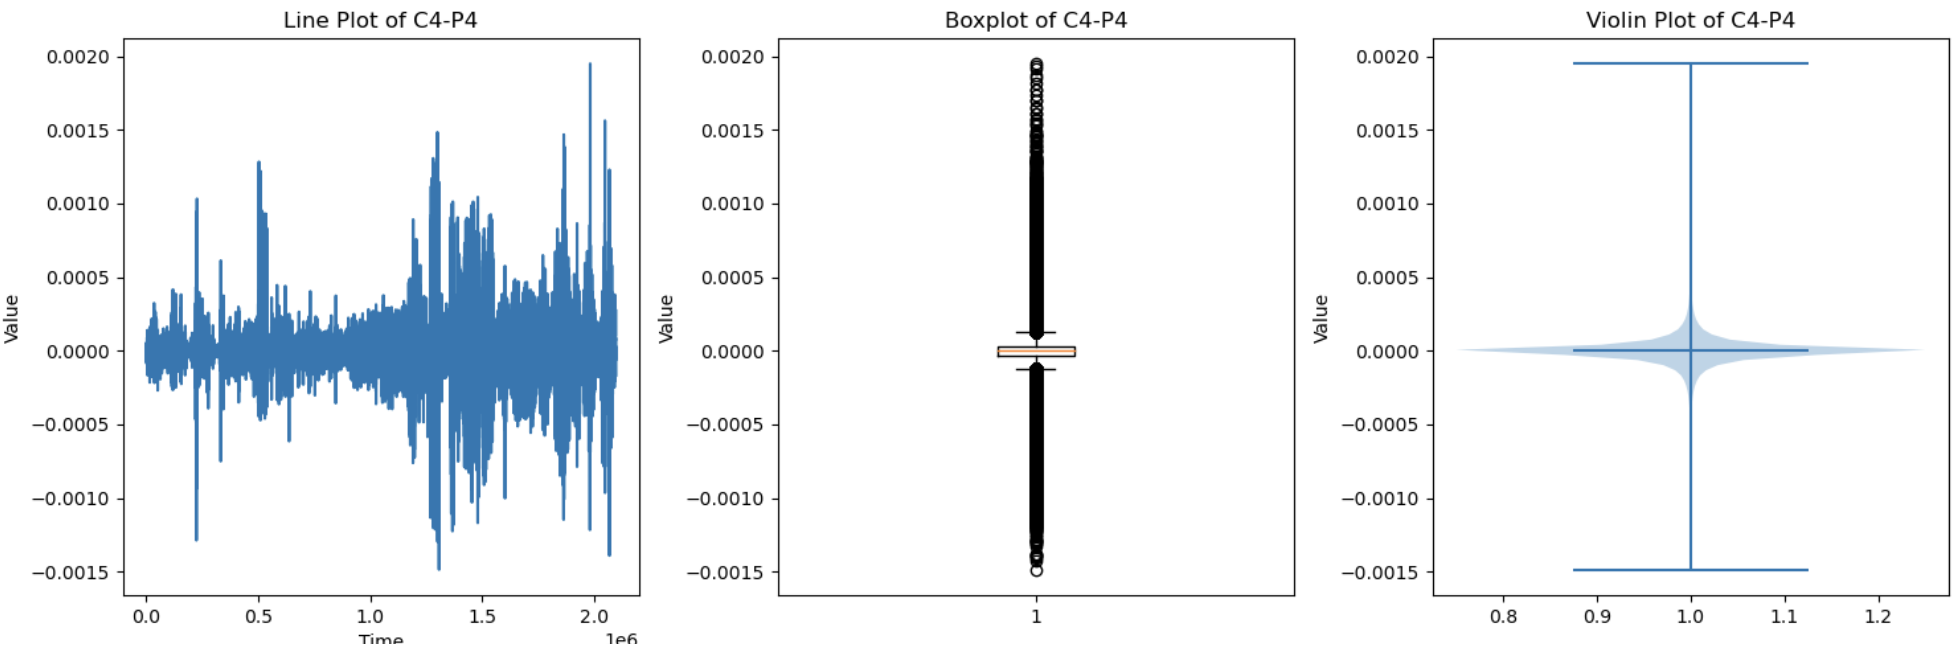 Line Plot of C4-P4
Value
0.0020
0.0015
0.0010
0.0005
0.0000
−0.0005
−0.0010
−0.0015
0.0 0.5 1.0 1.5 2.0
Time
1e6
Boxplot of C4-P4
Value
0.0020
0.0015
0.0010
0.0005
0.0000
−0.0005
−0.0010
−0.0015
1
Violin Plot of C4-P4
Value
0.0020
0.0015
0.0010
0.0005
0.0000
−0.0005
−0.0010
−0.0015
0.8 0.9 1.0 1.1 1.2